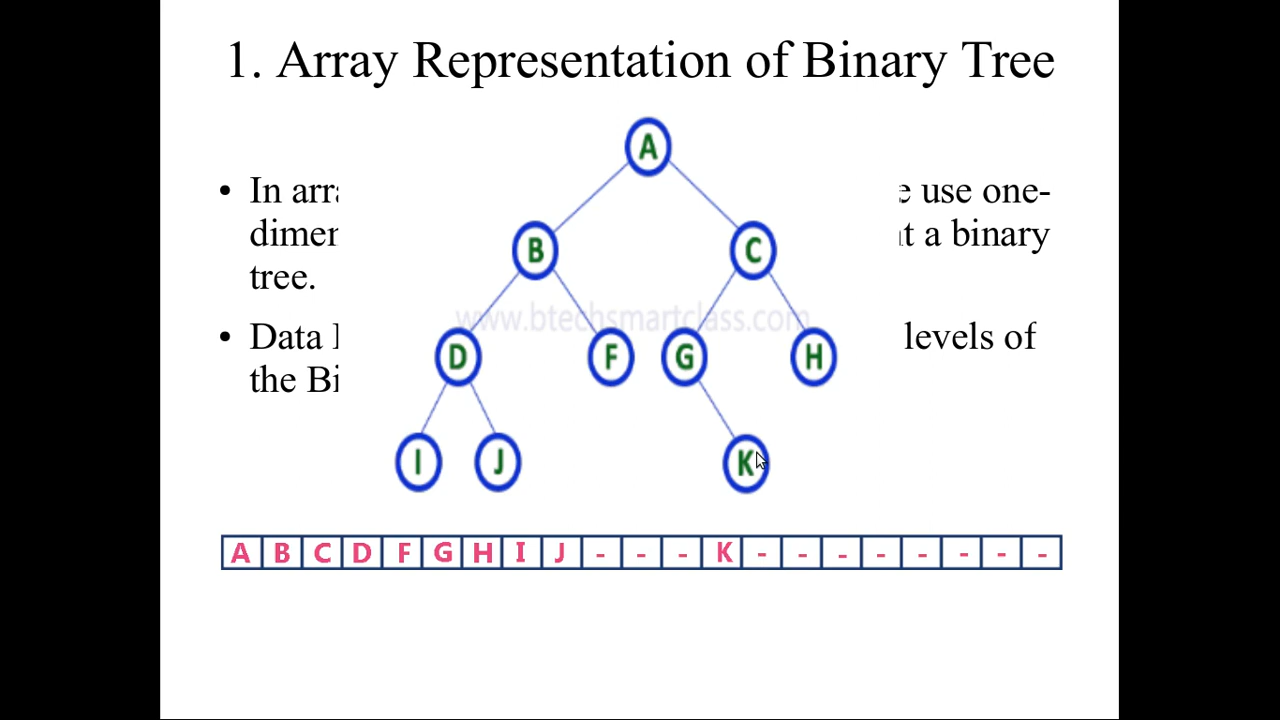 1. Array Representation of Binary Tree
A
• In arr e use one-
dimen t a binary
tree.
B C
www.btechsmartclass.com
• Data levels of
D F G H
the Bi
I J K
A B C D F G H I J - - - K - - - - - - - -